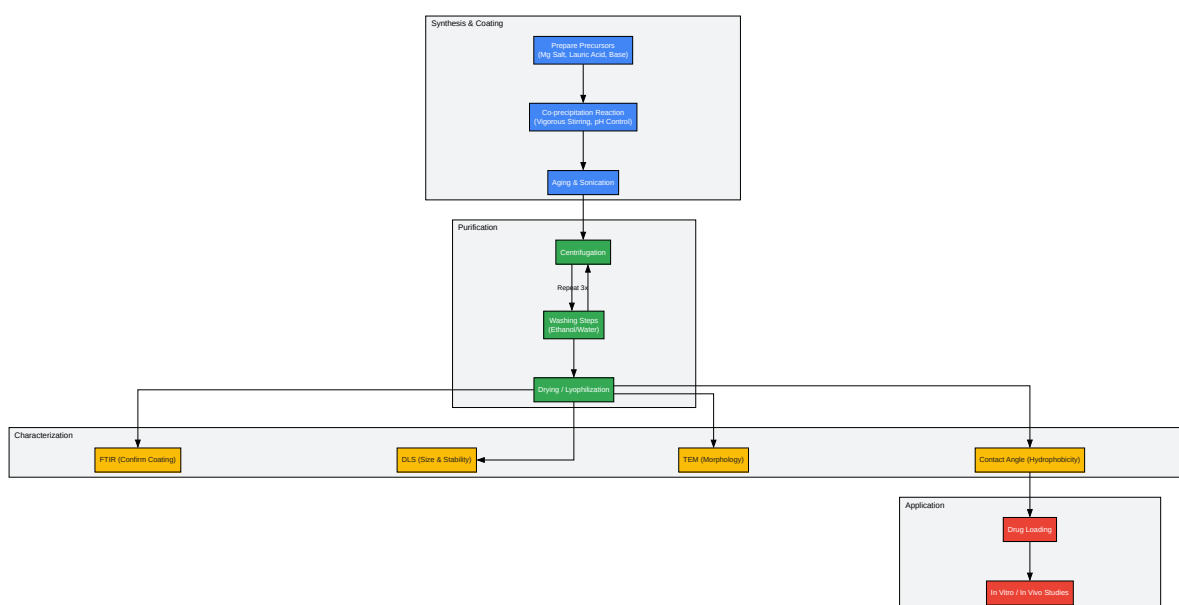 Synthesis & Coating
Prepare Precursors
(Mg Salt, Lauric Acid, Base)
Co-precipitation Reaction
(Vigorous Stirring, pH Control)
Aging & Sonication
Purification
Centrifugation
Repeat 3x
Washing Steps
(Ethanol/Water)
Drying / Lyophilization
Characterization
FTIR (Confirm Coating)
DLS (Size & Stability)
TEM (Morphology)
Contact Angle (Hydrophobicity)
Application
Drug Loading
In Vitro / In Vivo Studies